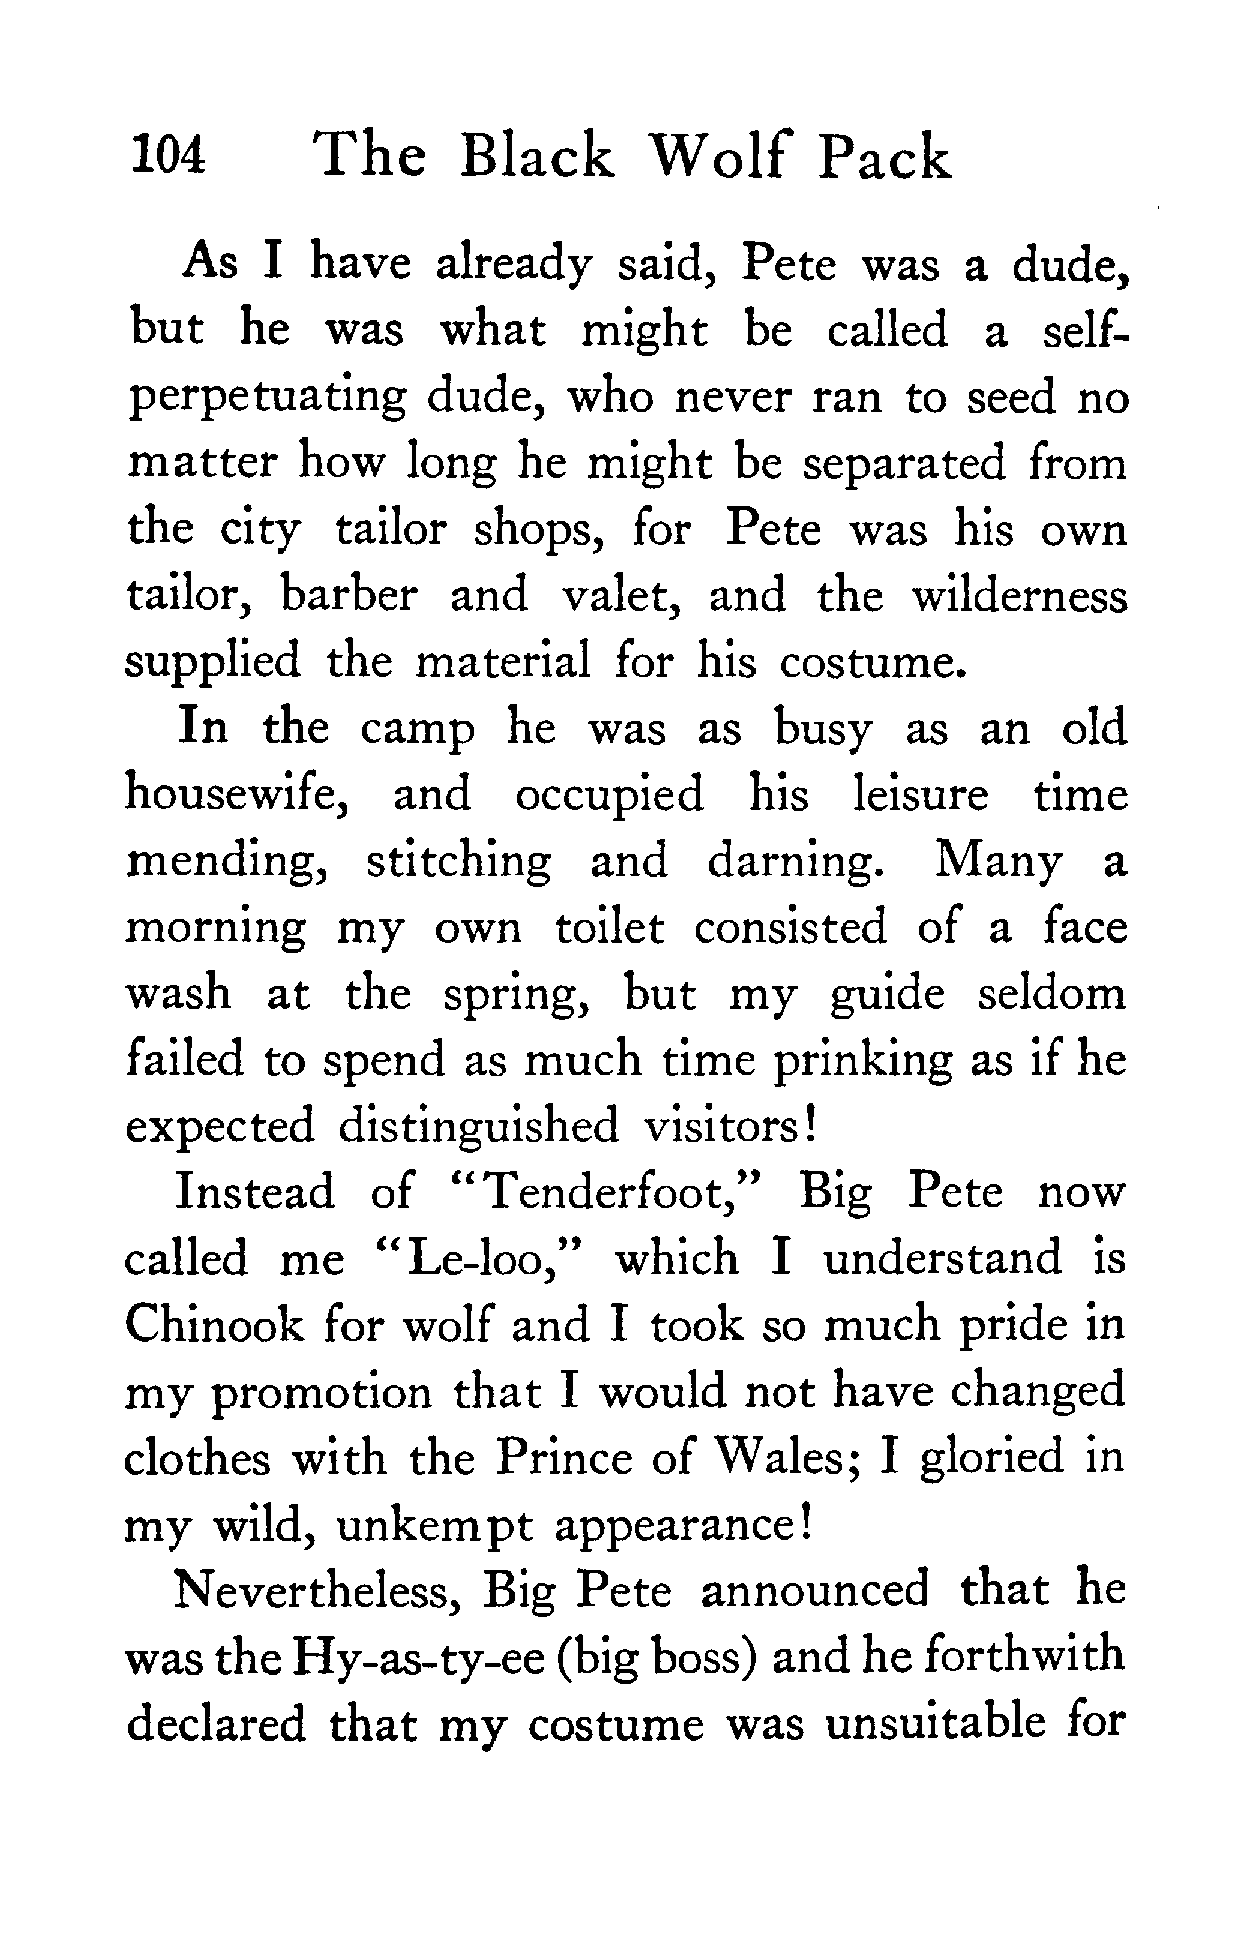 104 The Black Wolf Pack
As I have already said, Pete was a dude,
but he was what might be called a self-
perpetuating dude, who never ran to seed no
matter how long he might be separated from
the city tailor shops, for Pete was his own
tailor, barber and valet, and the wilderness
supplied the material for his costume.
In the camp he was as busy as an old
housewife, and occupied his leisure time
mending, stitching and darning. Many a
morning my own toilet consisted of a face
wash at the spring, but my guide seldom
failed to spend as much time prinking as if he
expected distinguished visitors!
Instead of “Tenderfoot,” Big Pete now
called me “Le-loo,” which I understand is
Chinook for wolf and I took so much pride in
my promotion that I would not have changed
clothes with the Prince of Wales; I gloried in
my wild, unkempt appearance!
Nevertheless, Big Pete announced that he
was the Hy-as-ty-ee (big boss) and he forthwith
declared that my costume was unsuitable for